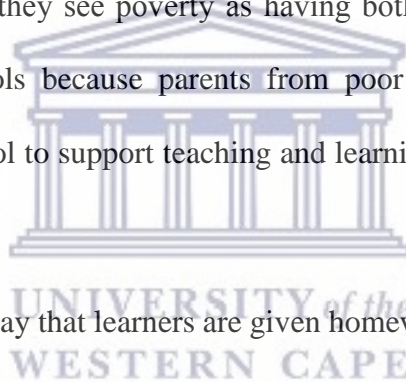 they see poverty as having both
ols because parents from poor
ol to support teaching and learni
ay that learners are given homew
UNIVERSITY of the
WESTERN CAPE